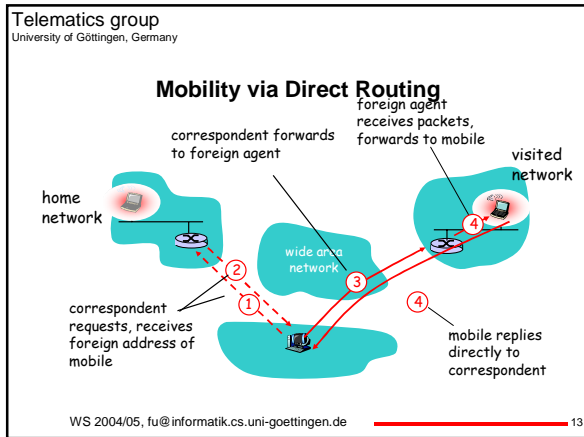 Telematics group
University of Göttingen, Germany
Mobility via Direct Routing
foreign agent
receives packets,
forwards to mobile
correspondent forwards
to foreign agent
visited
network
home
network
wide area
network
4
2
3
1
4
correspondent
requests, receives
foreign address of
mobile
mobile replies
directly to
correspondent
WS 2004/05, fu@informatik.cs.uni-goettingen.de
13